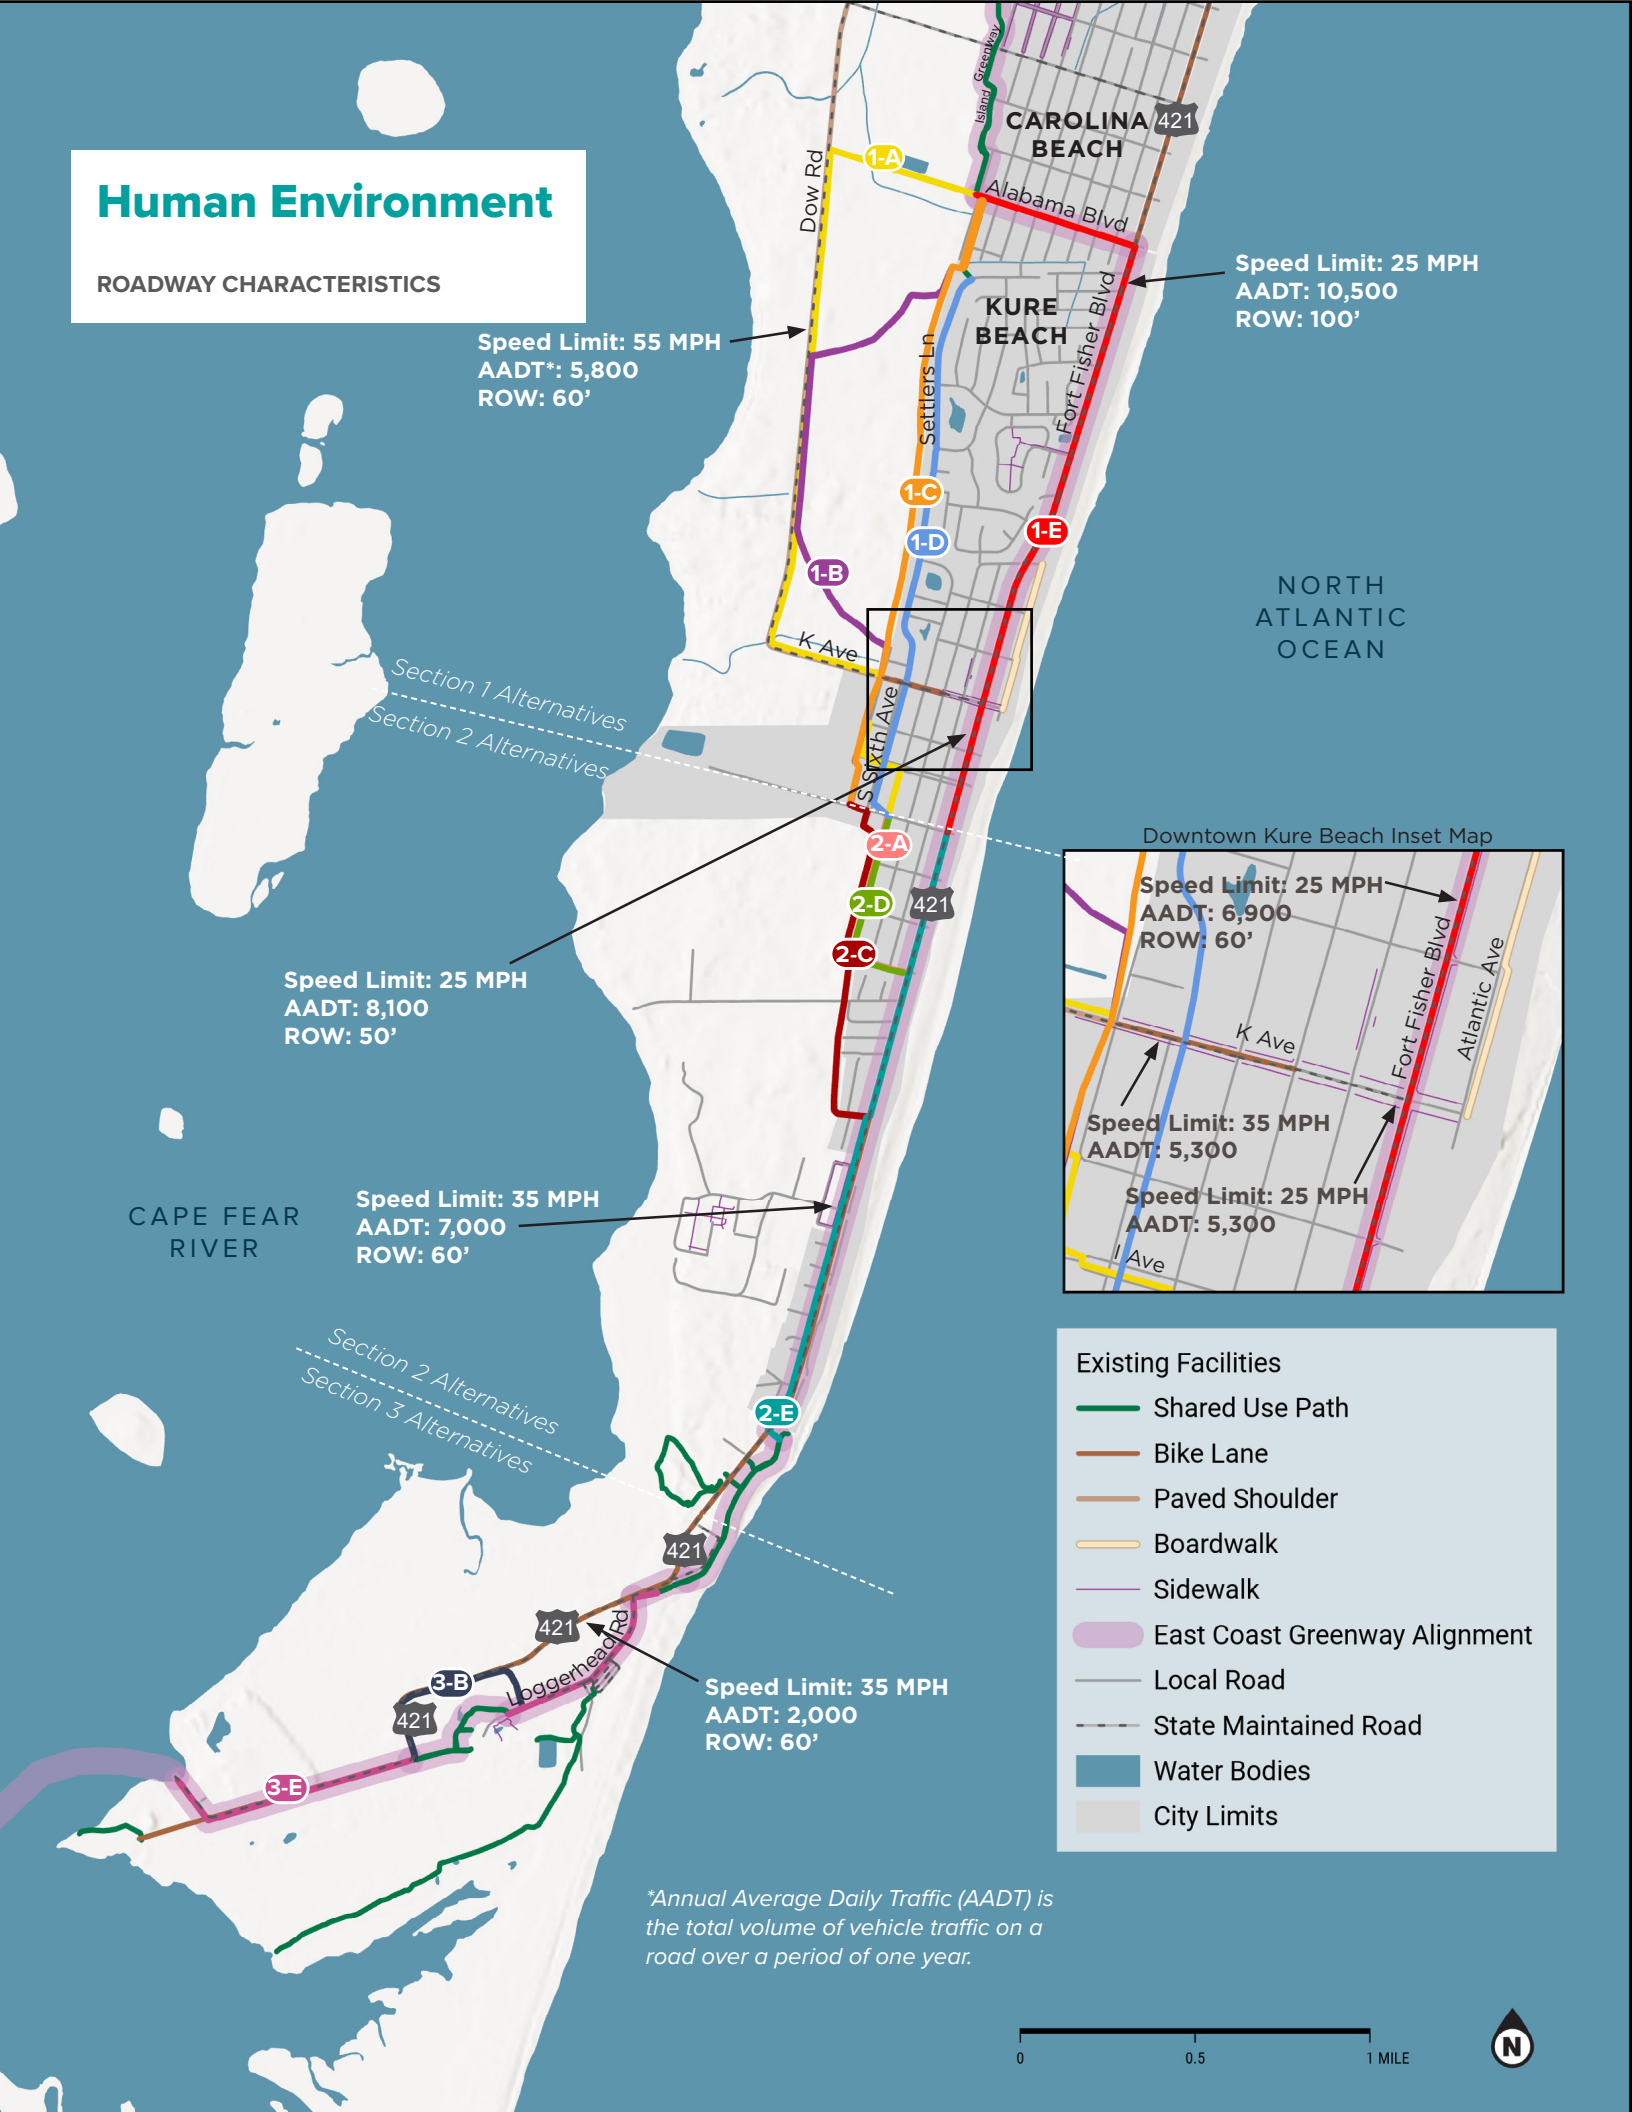 Human Environment
ROADWAY CHARACTERISTICS
Island Greenway
CAROLINA
BEACH
421
1-A
Dow Rd
Alabama Blvd
Speed Limit: 25 MPH
AADT: 10,500
ROW: 100’
KURE
BEACH
Fort Fisher Blvd
Speed Limit: 55 MPH
AADT*: 5,800
ROW: 60’
Settlers Ln
1-C
1-D
1-E
1-B
NORTH
ATLANTIC
OCEAN
K Ave
Section 1 Alternatives
Section 2 Alternatives
S Sixth Ave
2-A
2-D
421
2-C
Speed Limit: 25 MPH
AADT: 8,100
ROW: 50’
Downtown Kure Beach Inset Map
Speed Limit: 25 MPH
AADT: 6,900
ROW: 60’
Fort Fisher Blvd
Atlantic Ave
K Ave
Speed Limit: 35 MPH
AADT: 5,300
Speed Limit: 25 MPH
AADT: 5,300
I Ave
CAPE FEAR
RIVER
Speed Limit: 35 MPH
AADT: 7,000
ROW: 60’
Section 2 Alternatives
Section 3 Alternatives
2-E
421
421
Loggerhead Rd
3-B
421
3-E
Speed Limit: 35 MPH
AADT: 2,000
ROW: 60’
Existing Facilities
Shared Use Path
Bike Lane
Paved Shoulder
Boardwalk
Sidewalk
East Coast Greenway Alignment
Local Road
State Maintained Road
Water Bodies
City Limits
*Annual Average Daily Traffic (AADT) is
the total volume of vehicle traffic on a
road over a period of one year.
0 0.5 1 MILE
N